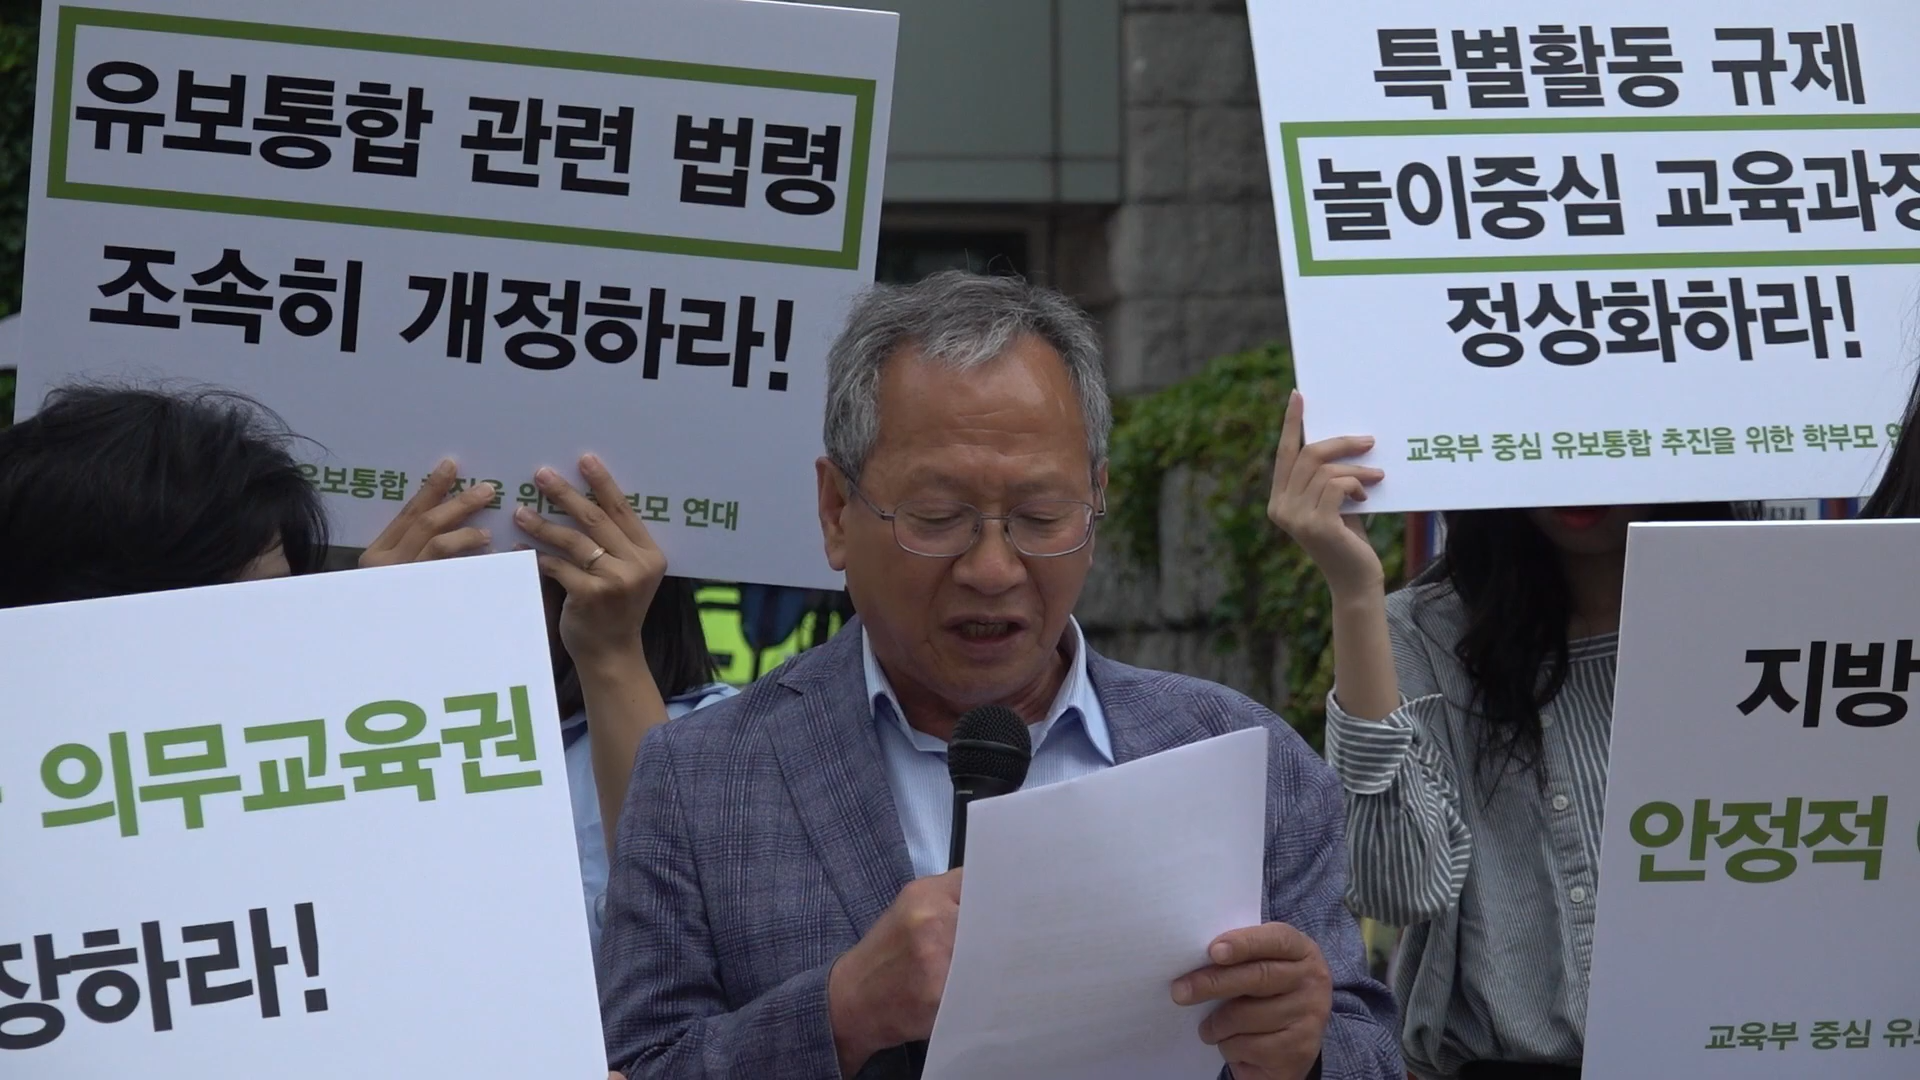 유보통합 관련 법령
조속히 개정하라!
유보통합 추진을 위한 학부모 연대
특별활동 규제
놀이중심 교육과정
정상화하라!
교육부 중심 유보통합 추진을 위한 학부모
의무교육권
장하라!
지방
안정적
교육부 중심 유보